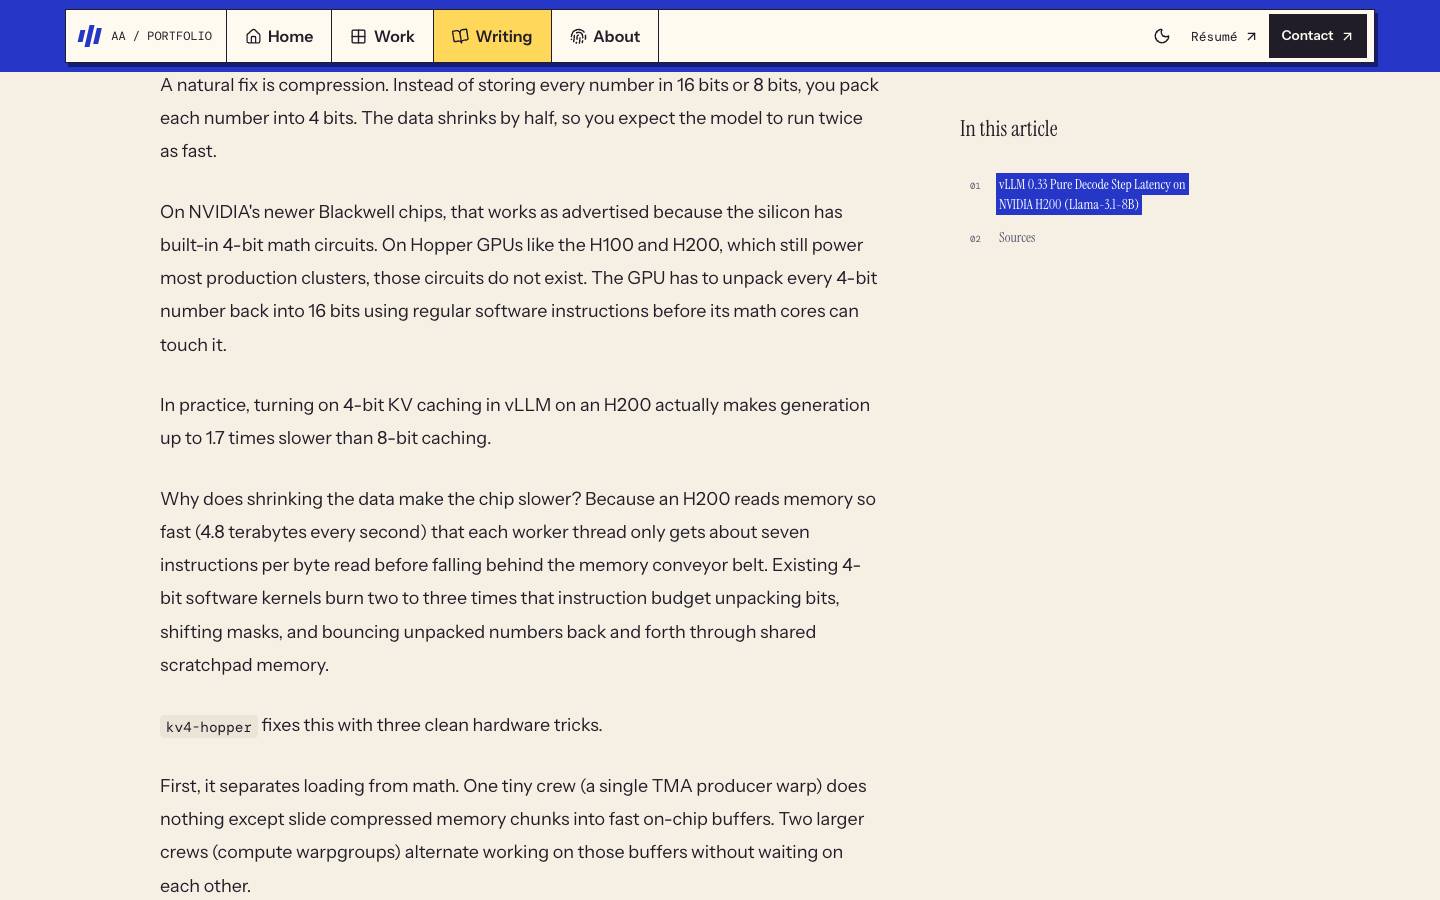 AA / PORTFOLIO
Home
Work
Writing
About
Résumé
Contact
A natural fix is compression. Instead of storing every number in 16 bits or 8 bits, you pack
each number into 4 bits. The data shrinks by half, so you expect the model to run twice
as fast.
On NVIDIA's newer Blackwell chips, that works as advertised because the silicon has
built-in 4-bit math circuits. On Hopper GPUs like the H100 and H200, which still power
most production clusters, those circuits do not exist. The GPU has to unpack every 4-bit
number back into 16 bits using regular software instructions before its math cores can
touch it.
In practice, turning on 4-bit KV caching in vLLM on an H200 actually makes generation
up to 1.7 times slower than 8-bit caching.
Why does shrinking the data make the chip slower? Because an H200 reads memory so
fast (4.8 terabytes every second) that each worker thread only gets about seven
instructions per byte read before falling behind the memory conveyor belt. Existing 4-
bit software kernels burn two to three times that instruction budget unpacking bits,
shifting masks, and bouncing unpacked numbers back and forth through shared
scratchpad memory.
kv4-hopper fixes this with three clean hardware tricks.
First, it separates loading from math. One tiny crew (a single TMA producer warp) does
nothing except slide compressed memory chunks into fast on-chip buffers. Two larger
crews (compute warpgroups) alternate working on those buffers without waiting on
each other.
In this article
01 vLLM 0.33 Pure Decode Step Latency on
NVIDIA H200 (Llama-3.1-8B)
02 Sources